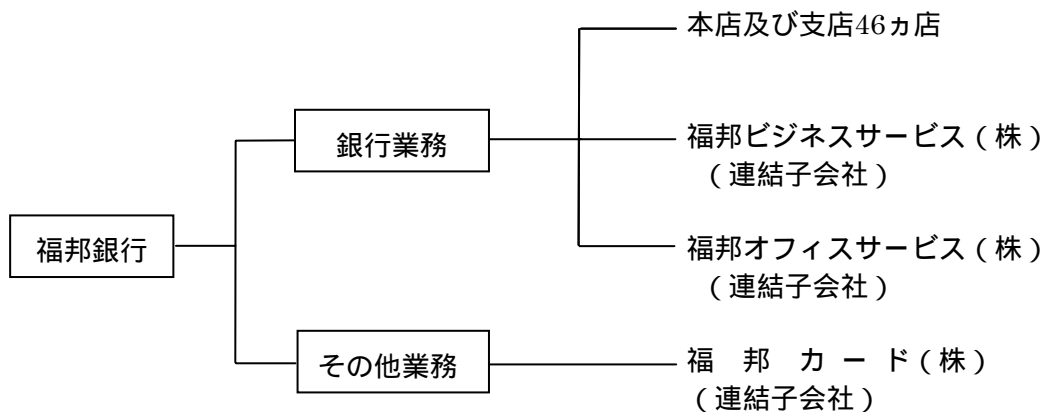 本店及び支店46ヵ店
銀行業務
福邦ビジネスサービス（株）
（連結子会社）
福邦銀行
福邦オフィスサービス（株）
（連結子会社）
その他業務
福　邦　カ　ー　ド（株）
（連結子会社）